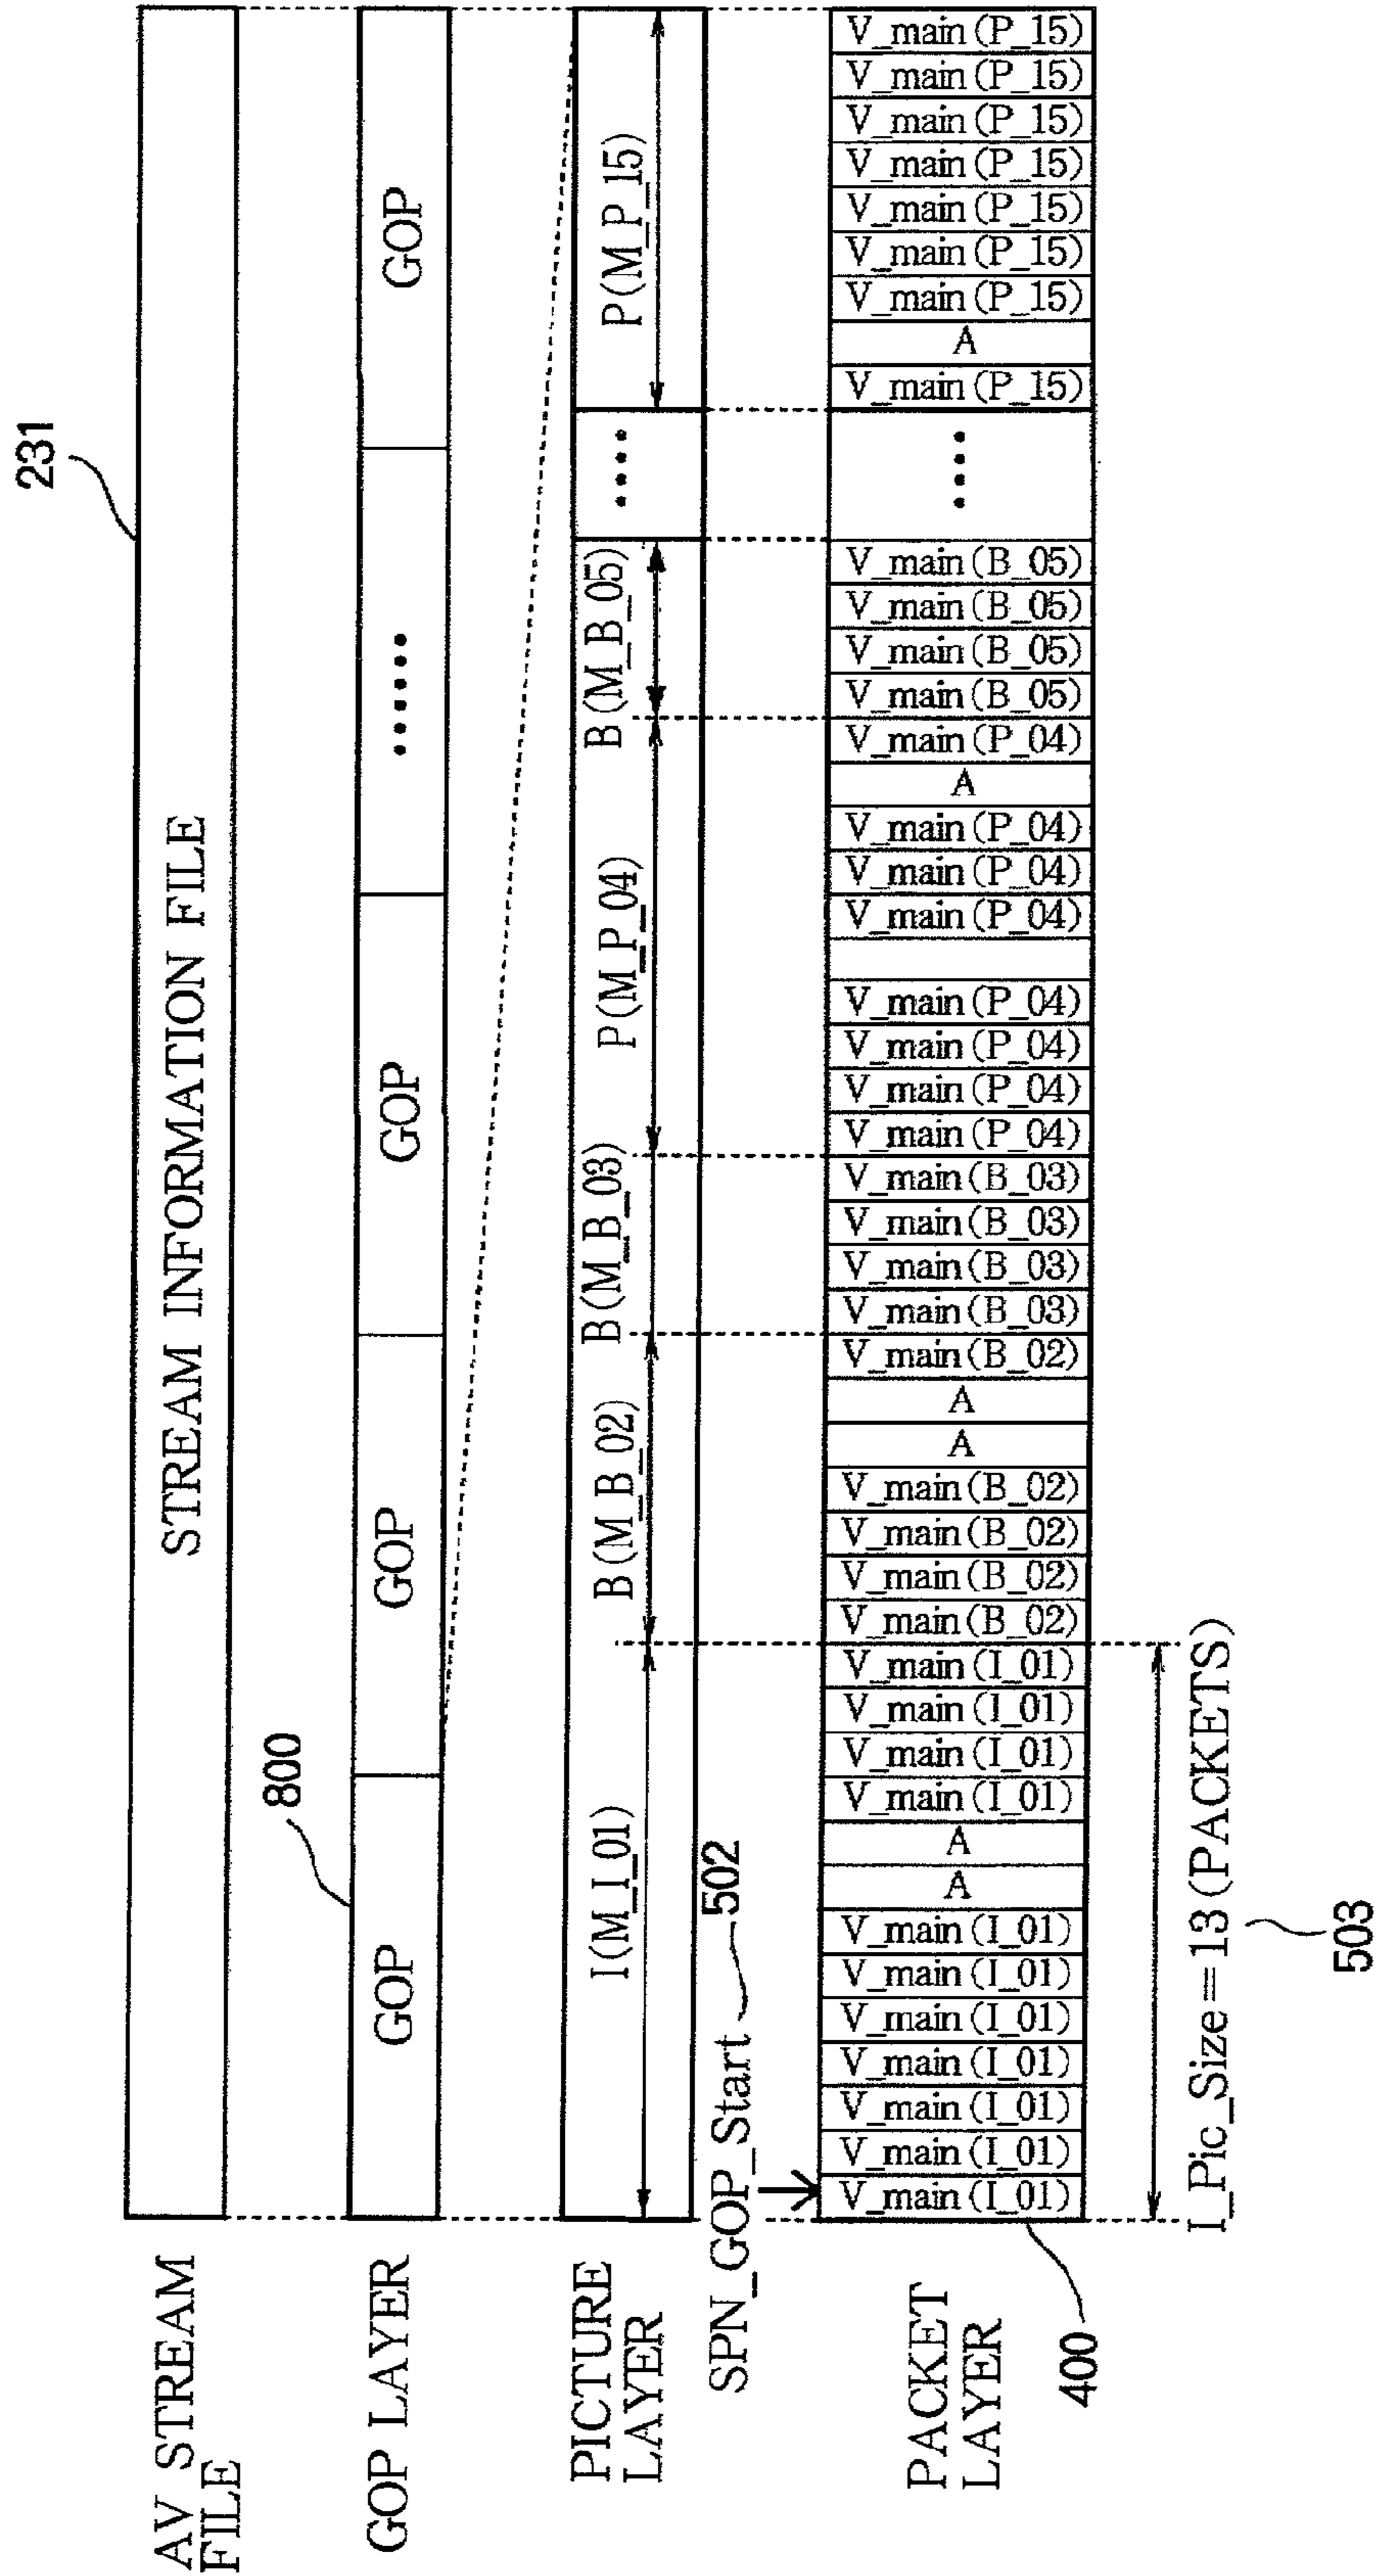 231
AV STREAM
FILE
STREAM INFORMATION FILE
800
GOP LAYER
GOP
GOP
GOP
......
GOP
PICTURE
LAYER
I(M_I_01)
B(M_B_02)
B(M_B_03)
P(M_P_04)
B(M_B_05)
....
P(M_P_15)
SPN_GOP_Start
502
PACKET
LAYER
V_main(I_01)
V_main(I_01)
V_main(I_01)
V_main(I_01)
V_main(I_01)
V_main(I_01)
V_main(I_01)
A
A
V_main(I_01)
V_main(I_01)
V_main(I_01)
V_main(I_01)
V_main(B_02)
V_main(B_02)
V_main(B_02)
V_main(B_02)
A
A
V_main(B_02)
V_main(B_03)
V_main(B_03)
V_main(B_03)
V_main(B_03)
V_main(P_04)
V_main(P_04)
V_main(P_04)
V_main(P_04)
V_main(P_04)
V_main(P_04)
V_main(P_04)
A
V_main(P_04)
V_main(B_05)
V_main(B_05)
V_main(B_05)
V_main(B_05)
....
V_main(P_15)
A
V_main(P_15)
V_main(P_15)
V_main(P_15)
V_main(P_15)
V_main(P_15)
V_main(P_15)
V_main(P_15)
400
I_Pic_Size=13(PACKETS)
503